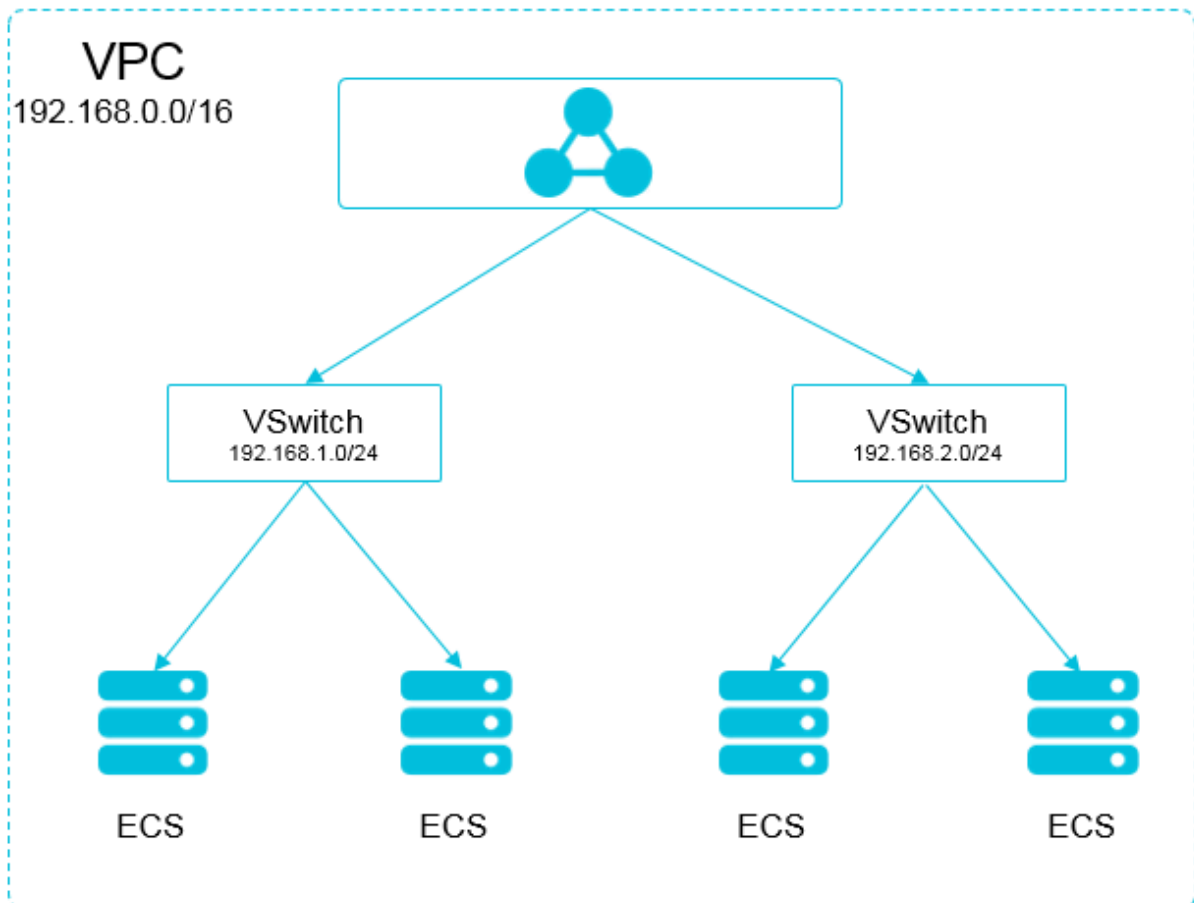 VPC
192.168.0.0/16
VSwitch
192.168.1.0/24
VSwitch
192.168.2.0/24
ECS
ECS
ECS
ECS